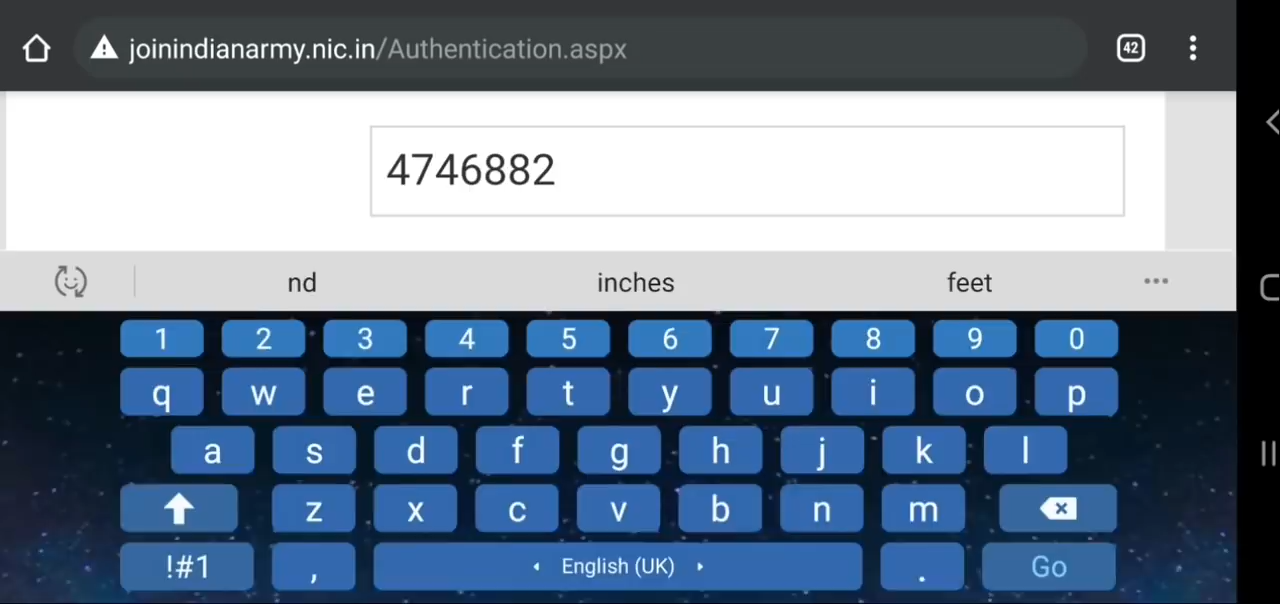 joinindianarmy.nic.in/Authentication.aspx 42
4746882
nd inches feet
1 2 3 4 5 6 7 8 9 0
q w e r t y u i o p
a s d f g h j k l
z x c v b n m
!#1 , English (UK) . Go